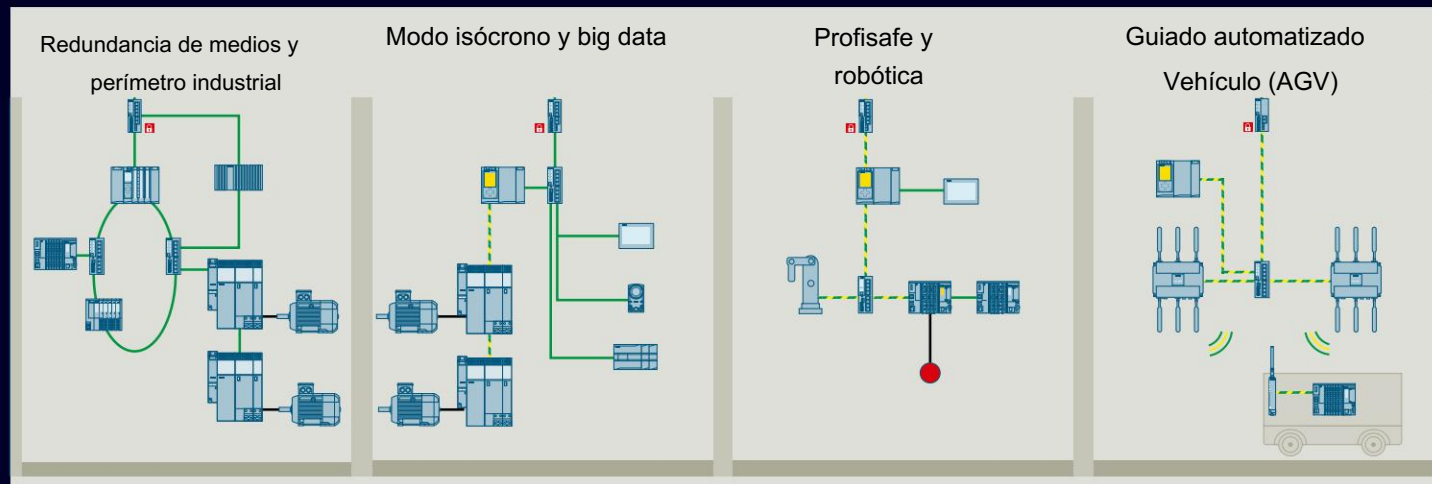 Redundancia de medios y
perímetro industrial
Modo isócrono y big data
Profisafe y
robótica
Guiado automatizado
Vehículo (AGV)